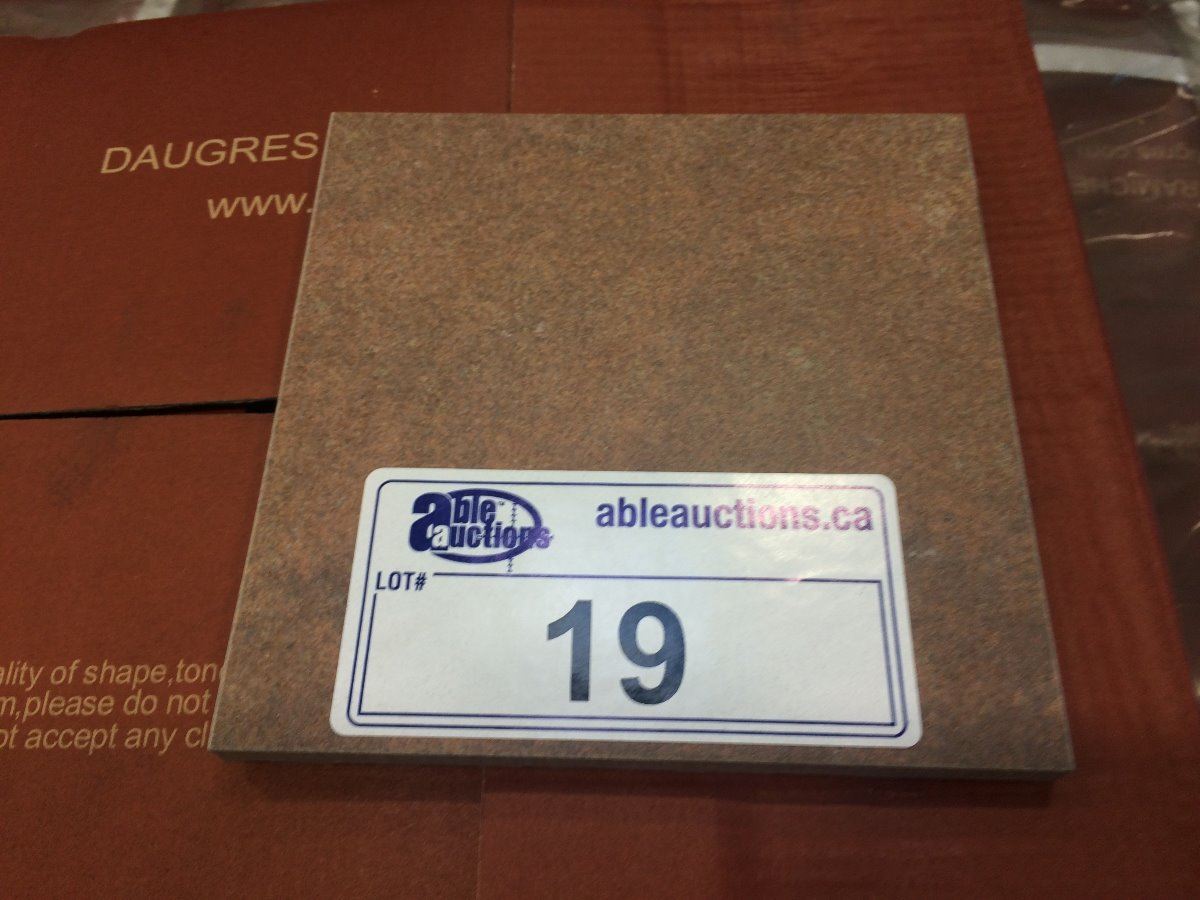 DAUGRES
www.
able
auctions
ableauctions.ca
LOT#
19
ality of shape,ton
m,please do not
ot accept any cl